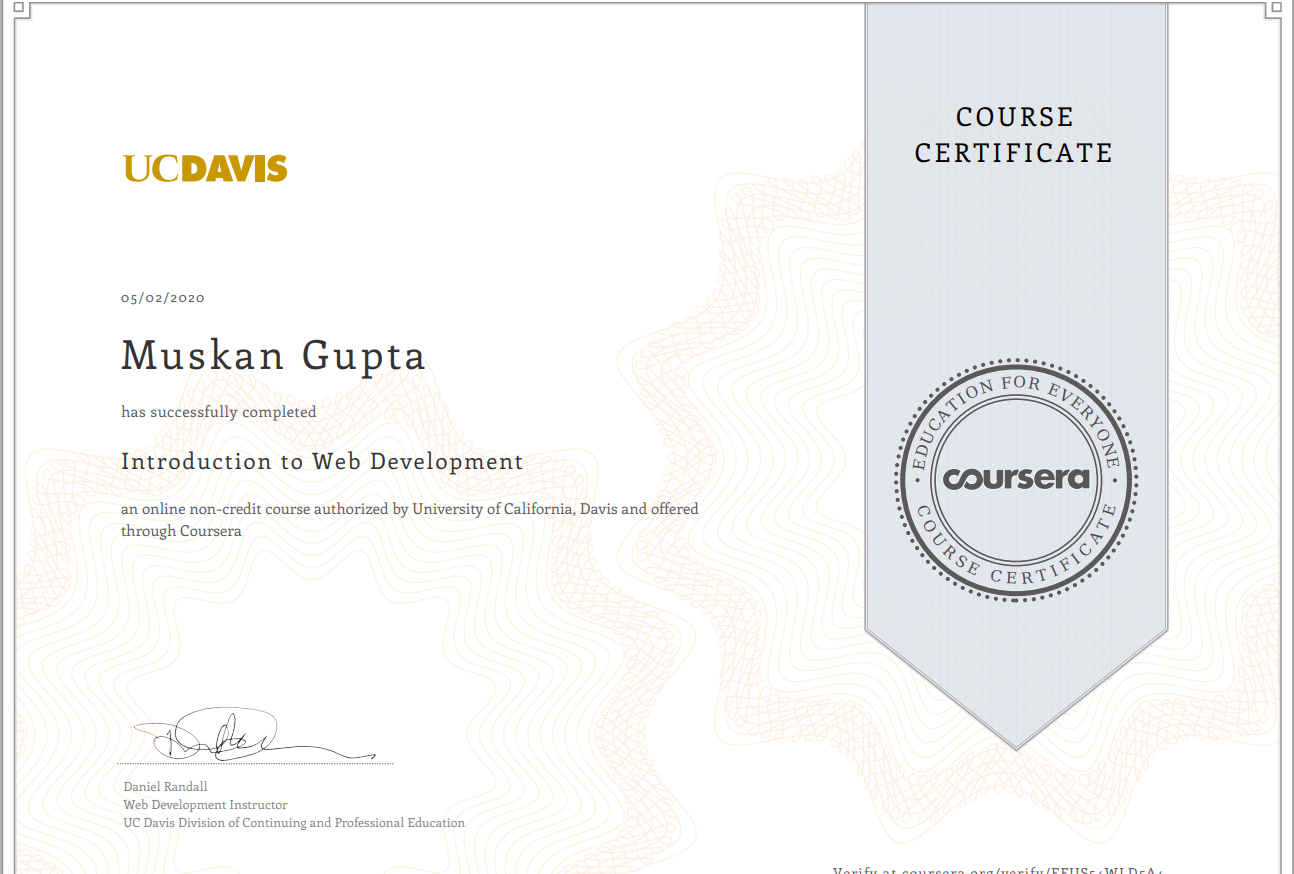 COURSE
CERTIFICATE
UCDAVIS
05/02/2020
Muskan Gupta
has successfully completed
Introduction to Web Development
an online non-credit course authorized by University of California, Davis and offered
through Coursera
EDUCATION FOR EVERYONE
coursera
COURSE CERTIFICATE
Daniel Randall
Web Development Instructor
UC Davis Division of Continuing and Professional Education
Verify at coursera.org/verify/